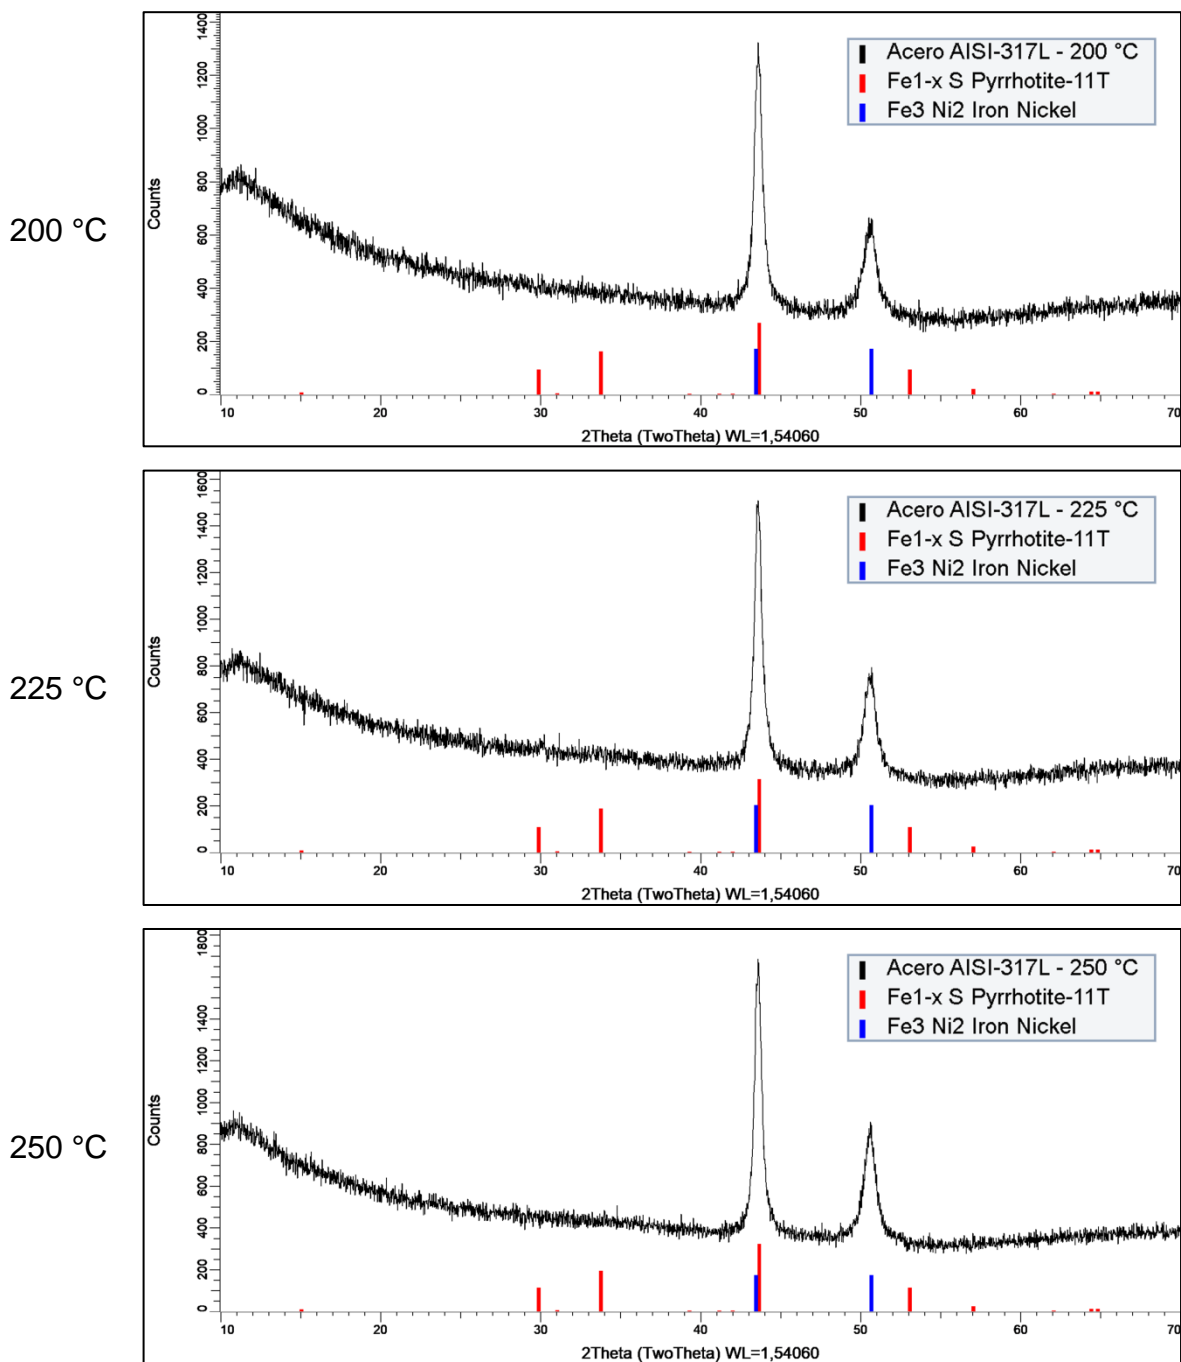 200 °C
Counts
1400
1200
1000
800
600
400
200
0
Acero AISI-317L - 200 °C
Fe1-x S Pyrrhotite-11T
Fe3 Ni2 Iron Nickel
10 20 30 40 50 60 70
2Theta (TwoTheta) WL=1,54060
225 °C
Counts
1600
1400
1200
1000
800
600
400
200
0
Acero AISI-317L - 225 °C
Fe1-x S Pyrrhotite-11T
Fe3 Ni2 Iron Nickel
10 20 30 40 50 60 70
2Theta (TwoTheta) WL=1,54060
250 °C
Counts
1800
1400
1200
1000
800
600
400
200
0
Acero AISI-317L - 250 °C
Fe1-x S Pyrrhotite-11T
Fe3 Ni2 Iron Nickel
10 20 30 40 50 60 70
2Theta (TwoTheta) WL=1,54060